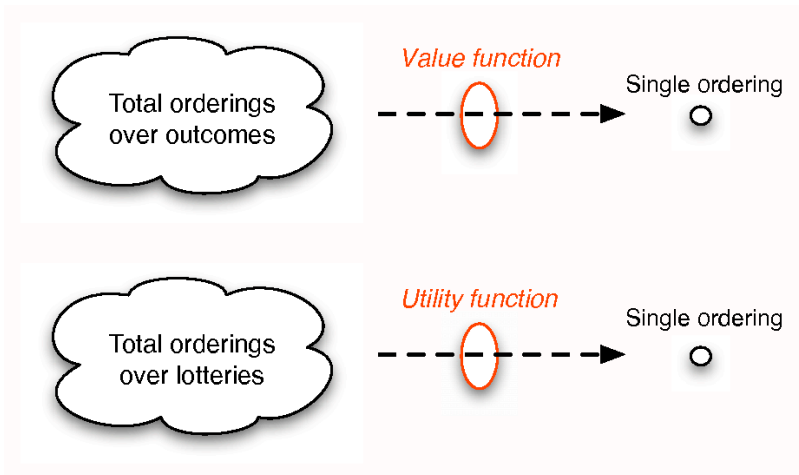 Value function
Single ordering
Total orderings
over outcomes
Utility function
Single ordering
Total orderings
over lotteries